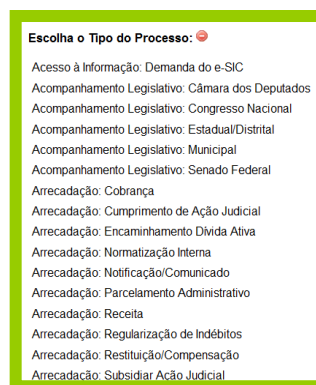 Escolha o Tipo do Processo:
Acesso à Informação: Demanda do e-SIC
Acompanhamento Legislativo: Câmara dos Deputados
Acompanhamento Legislativo: Congresso Nacional
Acompanhamento Legislativo: Estadual/Distrital
Acompanhamento Legislativo: Municipal
Acompanhamento Legislativo: Senado Federal
Arrecadação: Cobrança
Arrecadação: Cumprimento de Ação Judicial
Arrecadação: Encaminhamento Dívida Ativa
Arrecadação: Normatização Interna
Arrecadação: Notificação/Comunicado
Arrecadação: Parcelamento Administrativo
Arrecadação: Receita
Arrecadação: Regularização de Indébitos
Arrecadação: Restituição/Compensação
Arrecadação: Subsidiar Ação Judicial